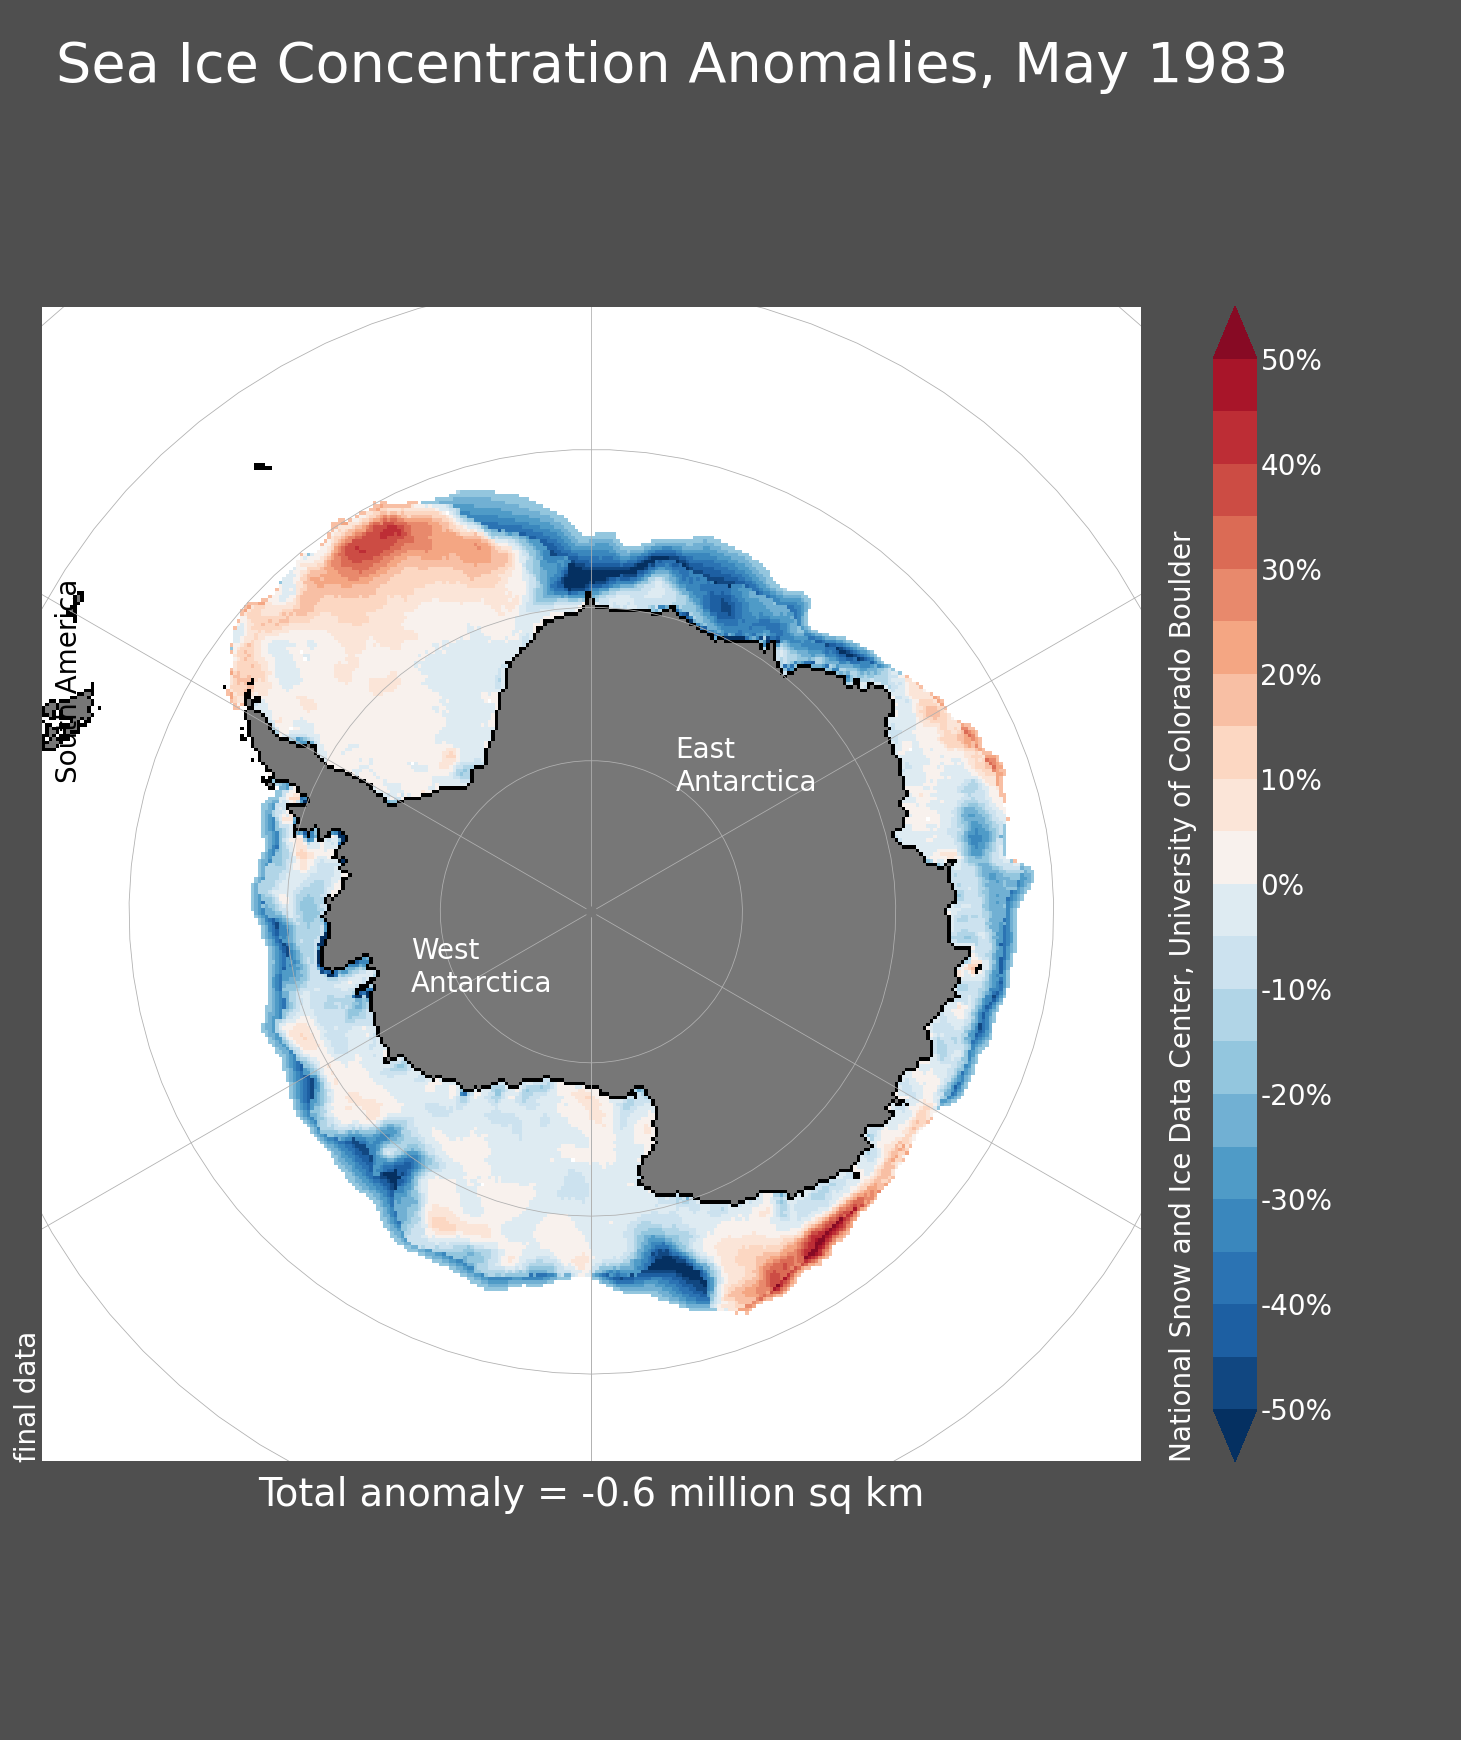 Sea Ice Concentration Anomalies, May 1983
South America
East
Antarctica
West
Antarctica
final data
National Snow and Ice Data Center, University of Colorado Boulder
50%
40%
30%
20%
10%
0%
-10%
-20%
-30%
-40%
-50%
Total anomaly = -0.6 million sq km